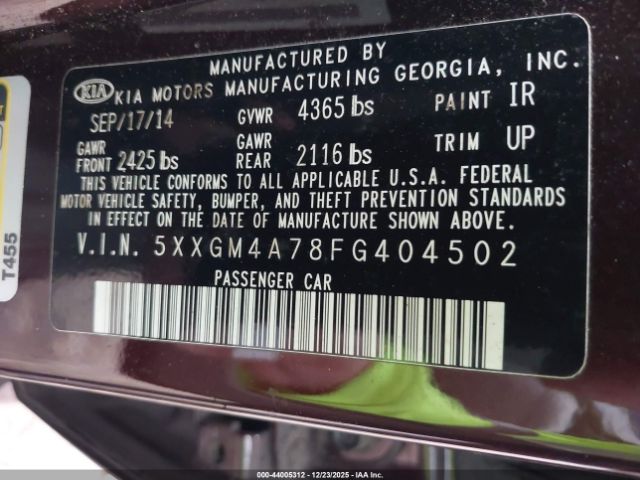 MANUFACTURED BY
KIA KIA MOTORS MANUFACTURING GEORGIA, INC.
SEP/17/14 GVWR 4365 lbs PAINT IR
GAWR FRONT 2425 lbs GAWR REAR 2116 lbs TRIM UP
THIS VEHICLE CONFORMS TO ALL APPLICABLE U.S.A. FEDERAL
MOTOR VEHICLE SAFETY, BUMPER, AND THEFT PREVENTION STANDARDS
IN EFFECT ON THE DATE OF MANUFACTURE SHOWN ABOVE.
V.I.N. 5XXGM4A78FG404502
PASSENGER CAR
T455
000-44005312 - 12/23/2025 - IAA Inc.